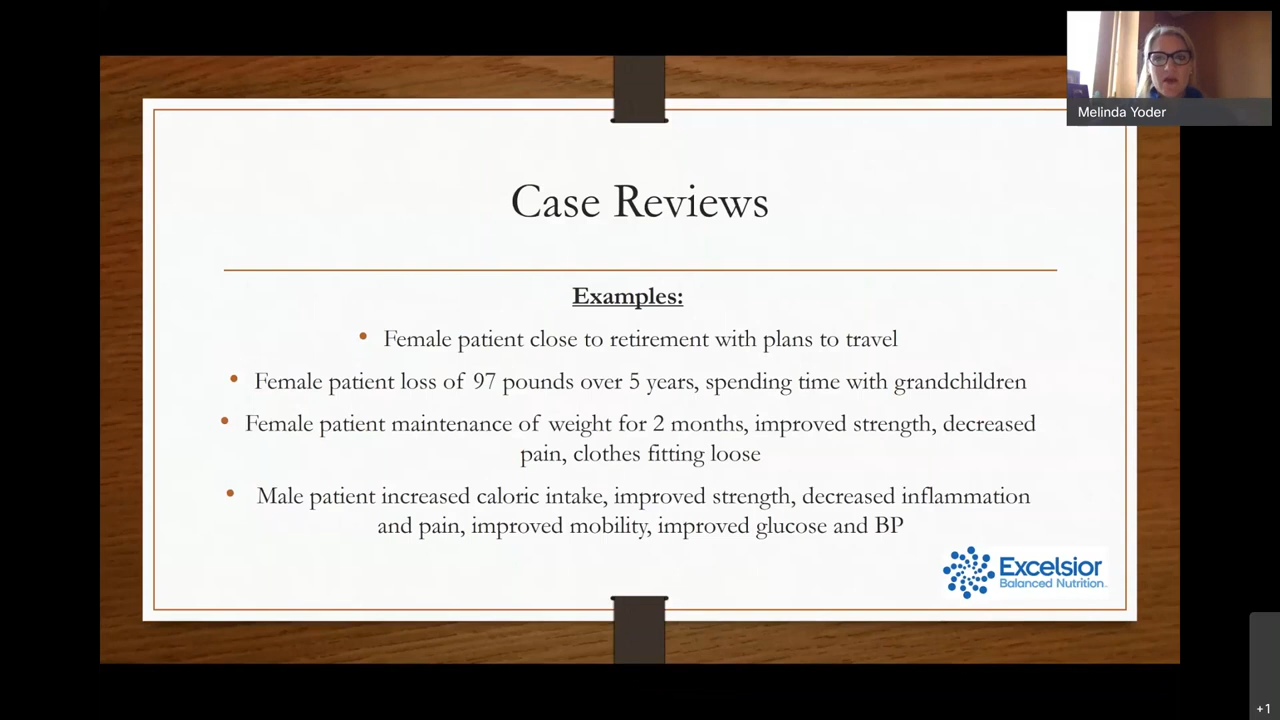 Melinda Yoder
Case Reviews
Examples:
• Female patient close to retirement with plans to travel
• Female patient loss of 97 pounds over 5 years, spending time with grandchildren
• Female patient maintenance of weight for 2 months, improved strength, decreased
pain, clothes fitting loose
• Male patient increased caloric intake, improved strength, decreased inflammation
and pain, improved mobility, improved glucose and BP
Excelsior
Balanced Nutrition
+1